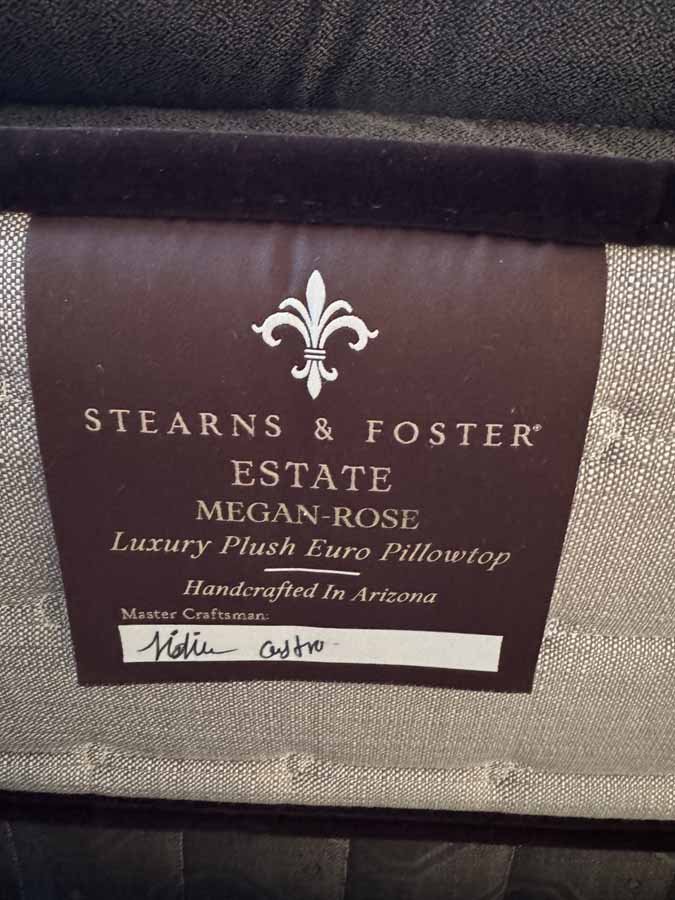 STEARNS & FOSTER®
ESTATE
MEGAN-ROSE
Luxury Plush Euro Pillowtop
Handcrafted In Arizona
Master Craftsman: